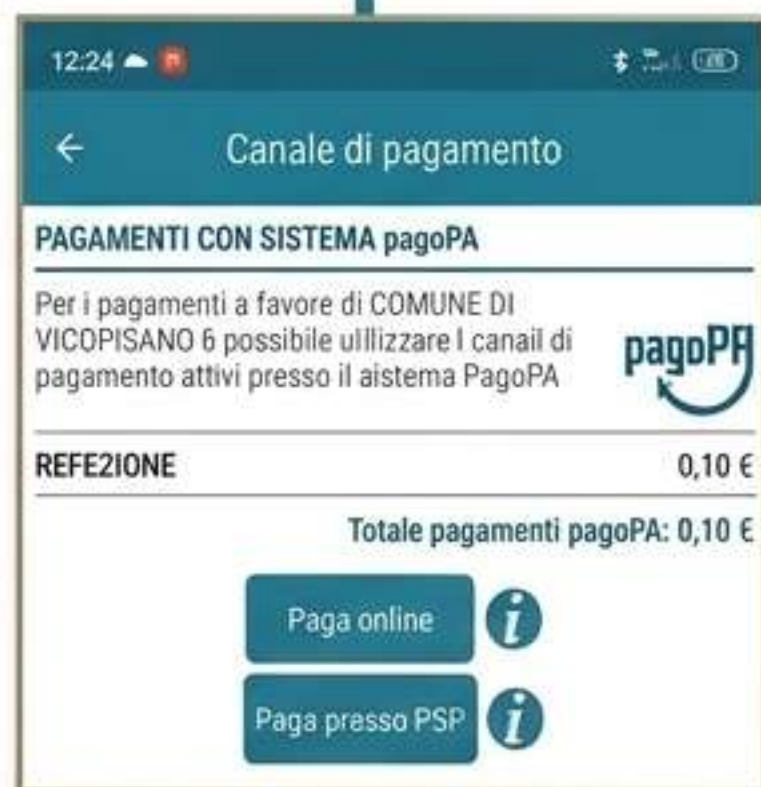 12:24
Canale di pagamento
PAGAMENTI CON SISTEMA pagoPA
Per i pagamenti a favore di COMUNE DI
VICOPISANO 6 possibile ulllizzare I canail di
pagamento attivi presso il aistema PagoPA
pagoPA
REFE2IONE 0,10 €
Totale pagamenti pagoPA: 0,10 €
Paga online i
Paga presso PSP i